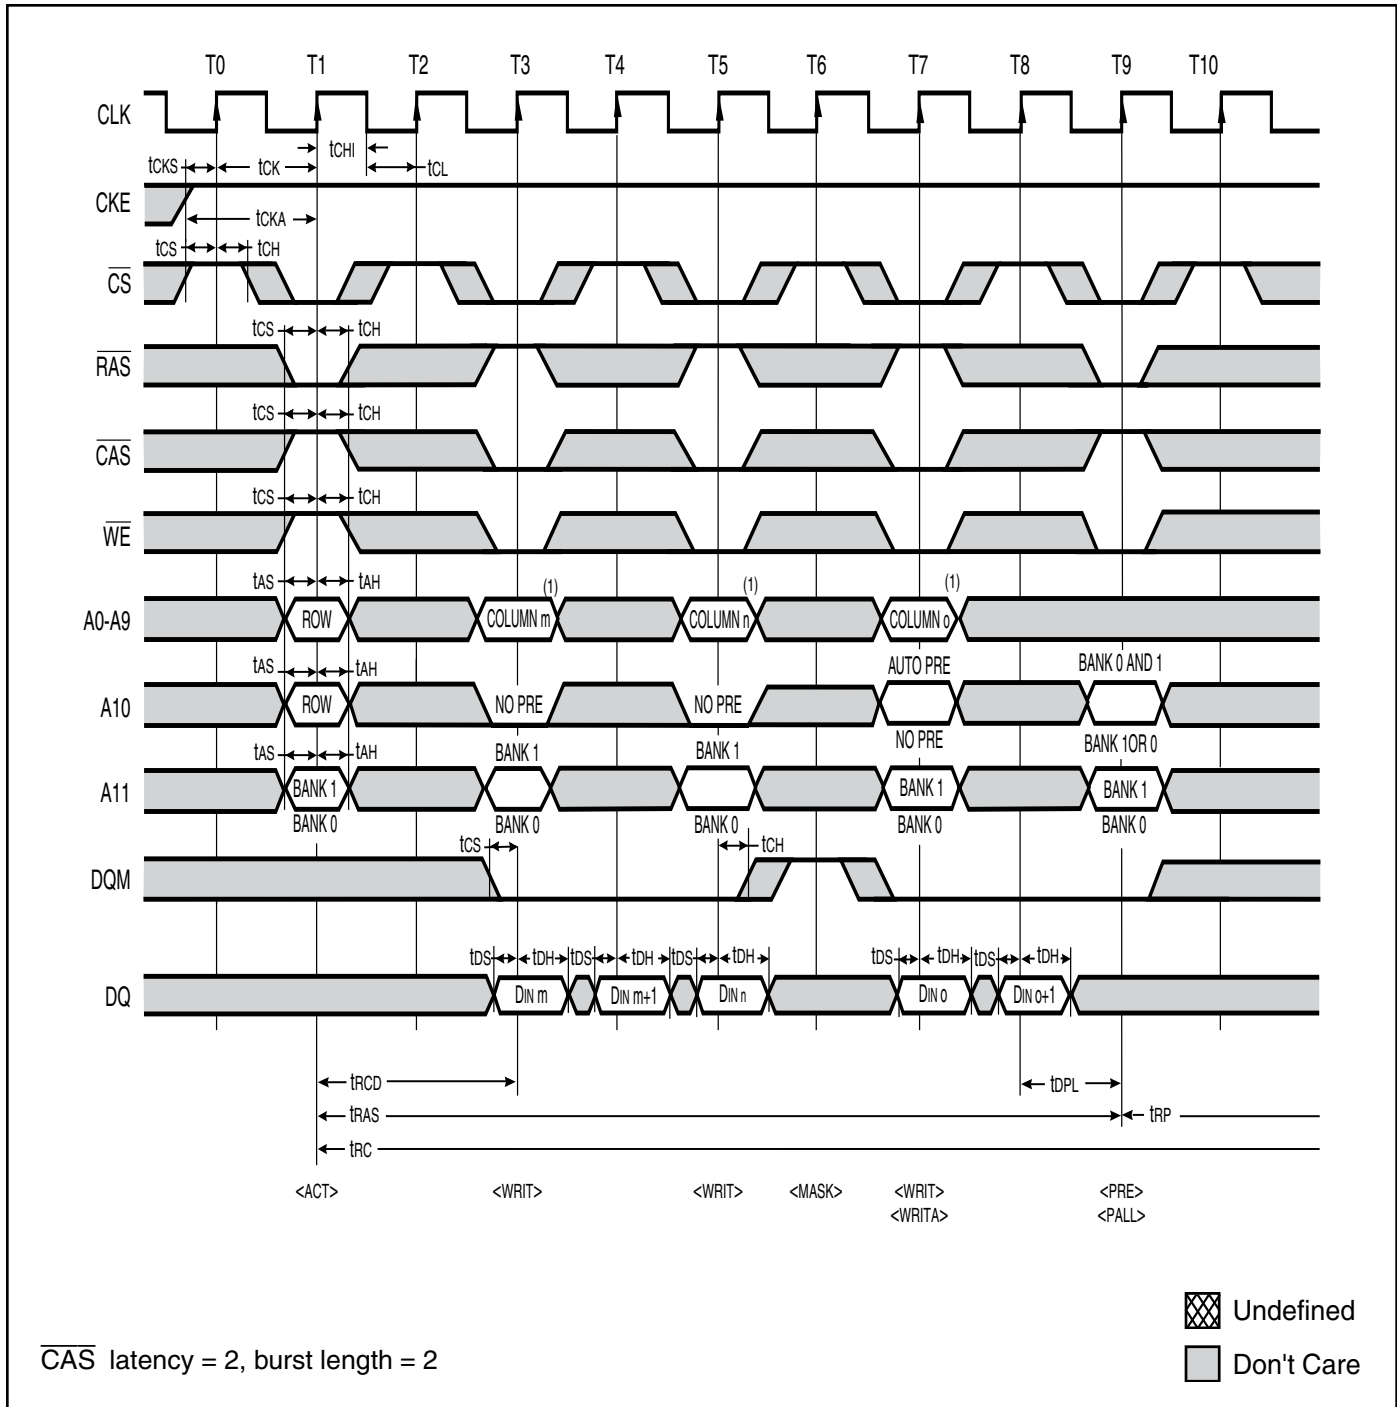 T0 T1 T2 T3 T4 T5 T6 T7 T8 T9 T10
CLK
tCHI
tCKS tCK tCL
CKE
tCKA
tCS tCH
CS
tCS tCH
RAS
tCS tCH
CAS
tCS tCH
WE
tAS tAH (1) (1) (1)
A0-A9 ROW COLUMN m COLUMN n COLUMN o
tAS tAH AUTO PRE BANK 0 AND 1
A10 ROW NO PRE NO PRE
NO PRE BANK 1OR 0
tAS tAH BANK 1 BANK 1
A11 BANK 1 BANK 1 BANK 1
BANK 0 BANK 0 BANK 0 BANK 0 BANK 0
tCS tCH
DQM
tDS tDH tDS tDH tDS tDH tDS tDH tDS tDH
DQ DIN m DIN m+1 DIN n DIN o DIN o+1
tRCD tDPL
tRAS tRP
tRC
<ACT> <WRIT> <WRIT> <MASK> <WRIT> <PRE>
<WRITA> <PALL>
Undefined
CAS latency = 2, burst length = 2
Don't Care